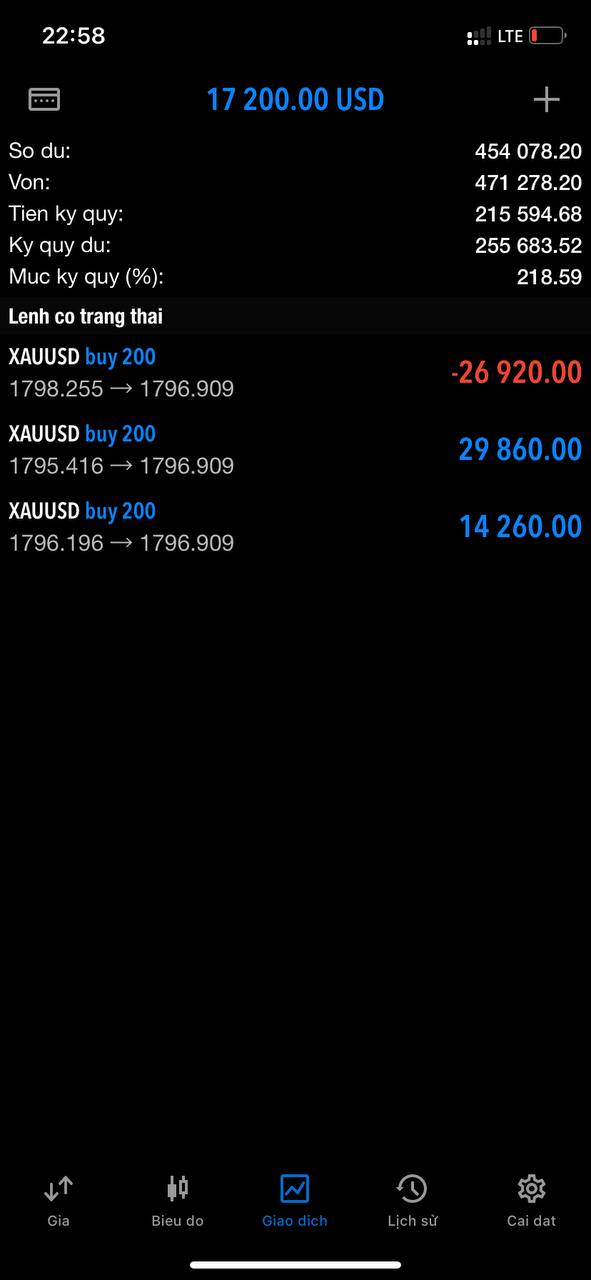 22:58
LTE
17 200.00 USD
So du: 454 078.20
Von: 471 278.20
Tien ky quy: 215 594.68
Ky quy du: 255 683.52
Muc ky quy (%): 218.59
Lenh co trang thai
XAUUSD buy 200
1798.255 → 1796.909 -26 920.00
XAUUSD buy 200
1795.416 → 1796.909 29 860.00
XAUUSD buy 200
1796.196 → 1796.909 14 260.00
Gia Bieu do Giao dich Lịch sử Cai dat